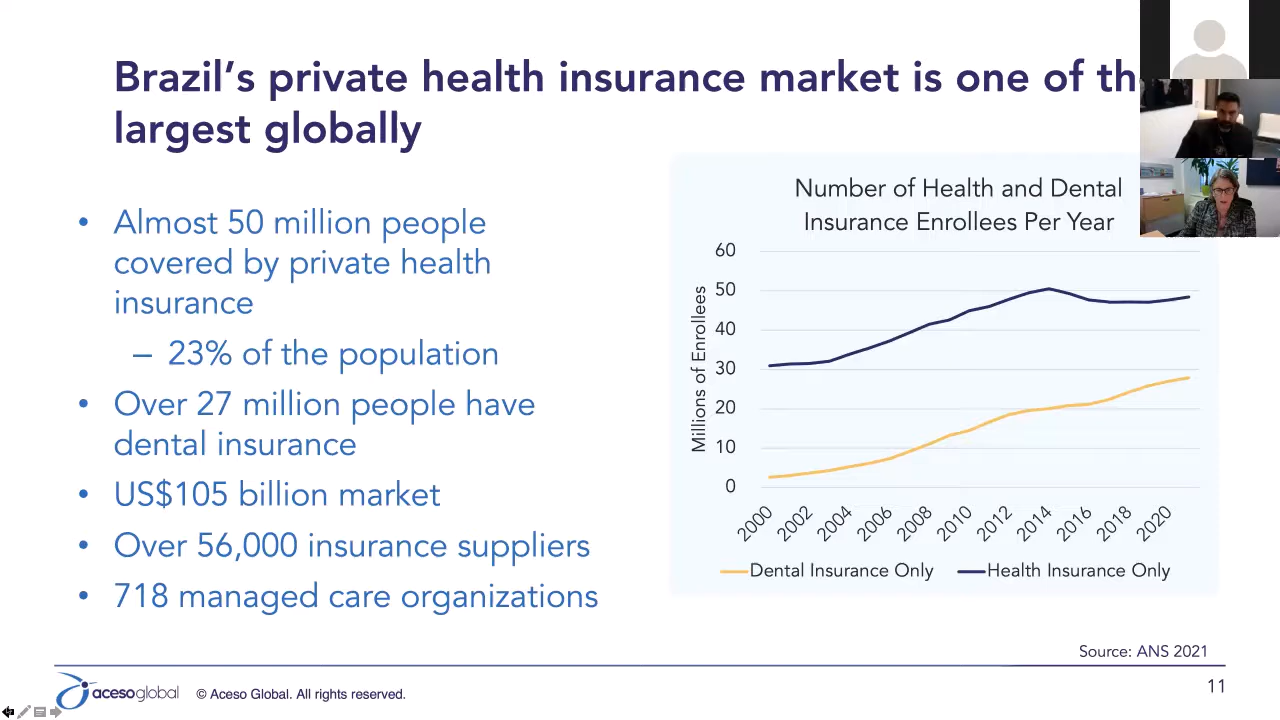 Brazil's private health insurance market is one of th
largest globally
• Almost 50 million people
covered by private health
insurance
– 23% of the population
• Over 27 million people have
dental insurance
• US$105 billion market
• Over 56,000 insurance suppliers
• 718 managed care organizations
Number of Health and Dental
Insurance Enrollees Per Year
Millions of Enrollees
60
50
40
30
20
10
0
2000
2002
2004
2006
2008
2010
2012
2014
2016
2018
2020
Dental Insurance Only
Health Insurance Only
Source: ANS 2021
acesoglobal
© Aceso Global. All rights reserved.
11